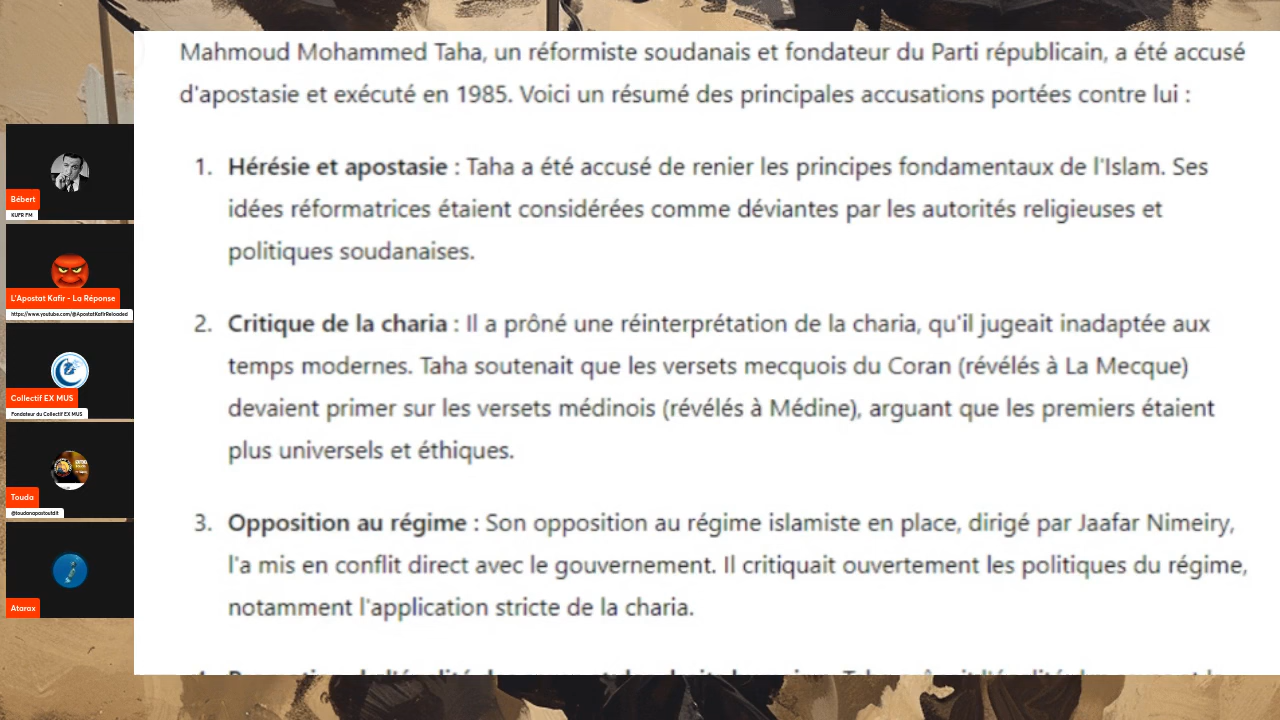 Mahmoud Mohammed Taha, un réformiste soudanais et fondateur du Parti républicain, a été accusé
d'apostasie et exécuté en 1985. Voici un résumé des principales accusations portées contre lui :
1. Hérésie et apostasie : Taha a été accusé de renier les principes fondamentaux de l'Islam. Ses
idées réformatrices étaient considérées comme déviantes par les autorités religieuses et
politiques soudanaises.
2. Critique de la charia : Il a prôné une réinterprétation de la charia, qu'il jugeait inadaptée aux
temps modernes. Taha soutenait que les versets mecquois du Coran (révélés à La Mecque)
devaient primer sur les versets médinois (révélés à Médine), arguant que les premiers étaient
plus universels et éthiques.
3. Opposition au régime : Son opposition au régime islamiste en place, dirigé par Jaafar Nimeiry,
l'a mis en conflit direct avec le gouvernement. Il critiquait ouvertement les politiques du régime,
notamment l'application stricte de la charia.
Bébert
KUFR FM
L'Apostat Kafir - La Réponse
https://www.youtube.com/@ApostatKafirReloaded
Collectif EX MUS
Fondateur du Collectif EX MUS
Touda
Atarax